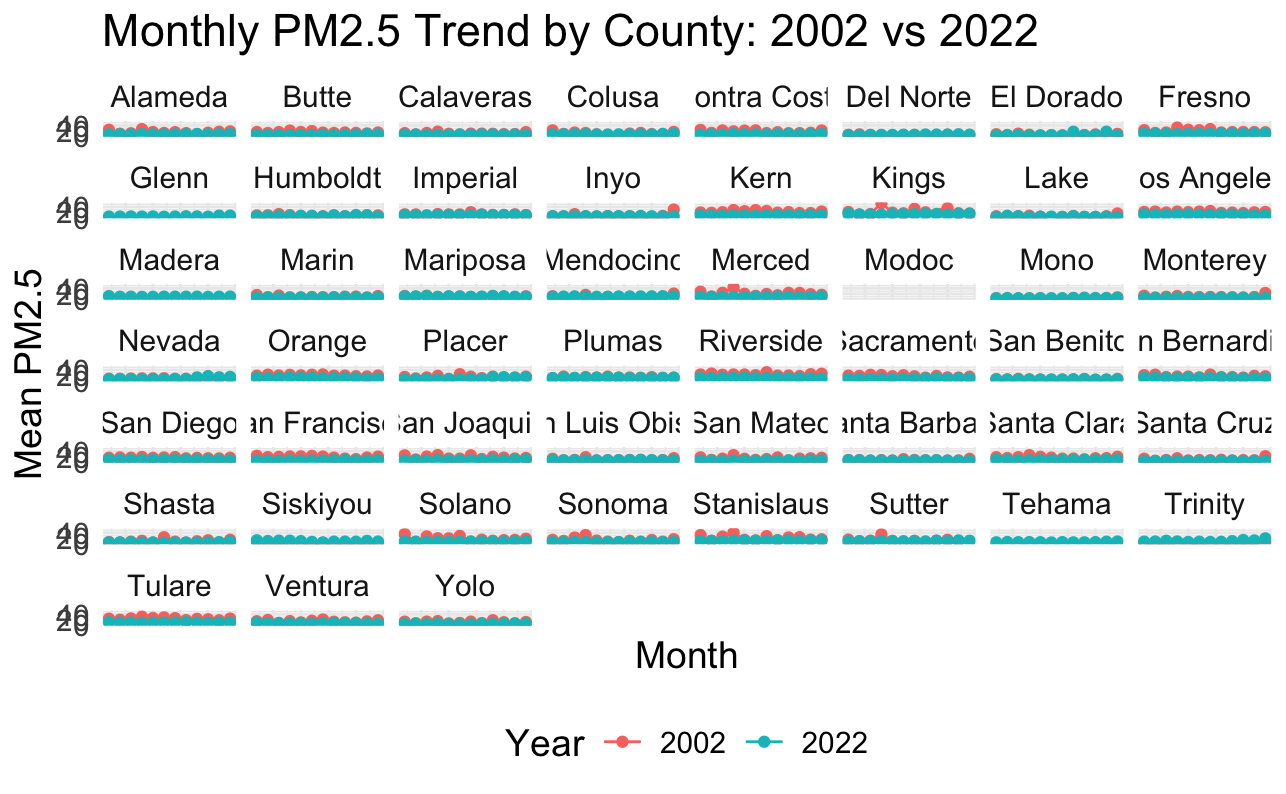 Monthly PM2.5 Trend by County: 2002 vs 2022
Alameda Butte Calaveras Colusa ontra Cost Del Norte El Dorado Fresno
40
20
0
Glenn Humboldt Imperial Inyo Kern Kings Lake os Angele
40
20
0
Madera Marin Mariposa Mendocino Merced Modoc Mono Monterey
40
20
0
Nevada Orange Placer Plumas Riverside Sacramento San Benito n Bernardi
40
20
0
San Diego an Francisc San Joaquin n Luis Obis San Mateo anta Barba Santa Clara Santa Cruz
40
20
0
Shasta Siskiyou Solano Sonoma Stanislaus Sutter Tehama Trinity
40
20
0
Tulare Ventura Yolo
40
20
0
Mean PM2.5
Month
Year 2002 2022